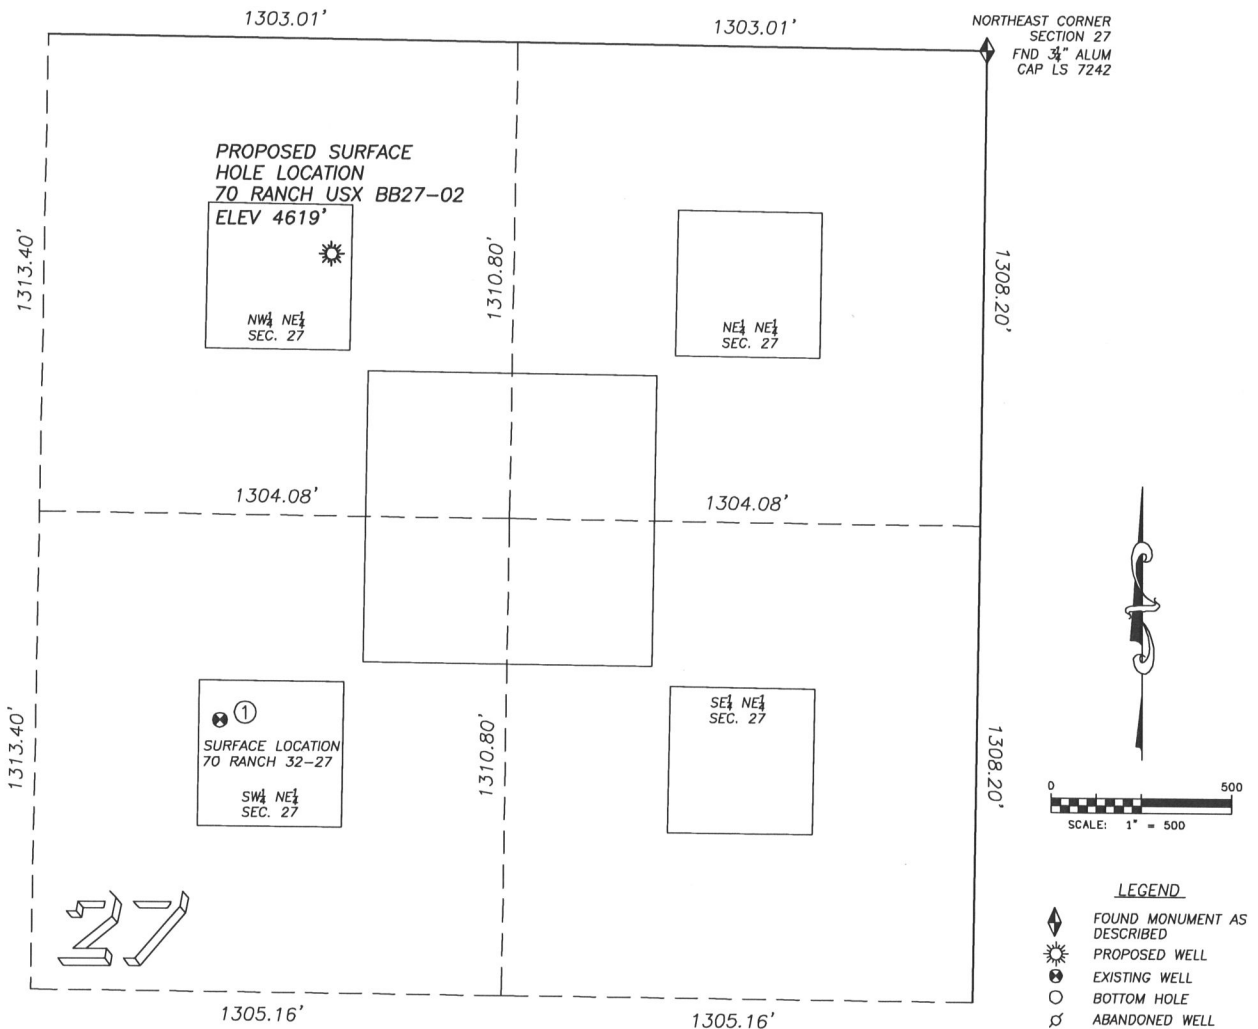 1303.01'
1303.01'
NORTHEAST CORNER
SECTION 27
FND 3¼" ALUM
CAP LS 7242
PROPOSED SURFACE
HOLE LOCATION
70 RANCH USX BB27-02
ELEV 4619'
1313.40'
1310.80'
1308.20'
NW¼ NE¼
SEC. 27
NE¼ NE¼
SEC. 27
1304.08'
1304.08'
1
SURFACE LOCATION
70 RANCH 32-27
SW¼ NE¼
SEC. 27
SE¼ NE¼
SEC. 27
1313.40'
1310.80'
1308.20'
0 500
SCALE: 1" = 500
27
1305.16'
1305.16'
LEGEND
FOUND MONUMENT AS
DESCRIBED
PROPOSED WELL
EXISTING WELL
BOTTOM HOLE
ABANDONED WELL